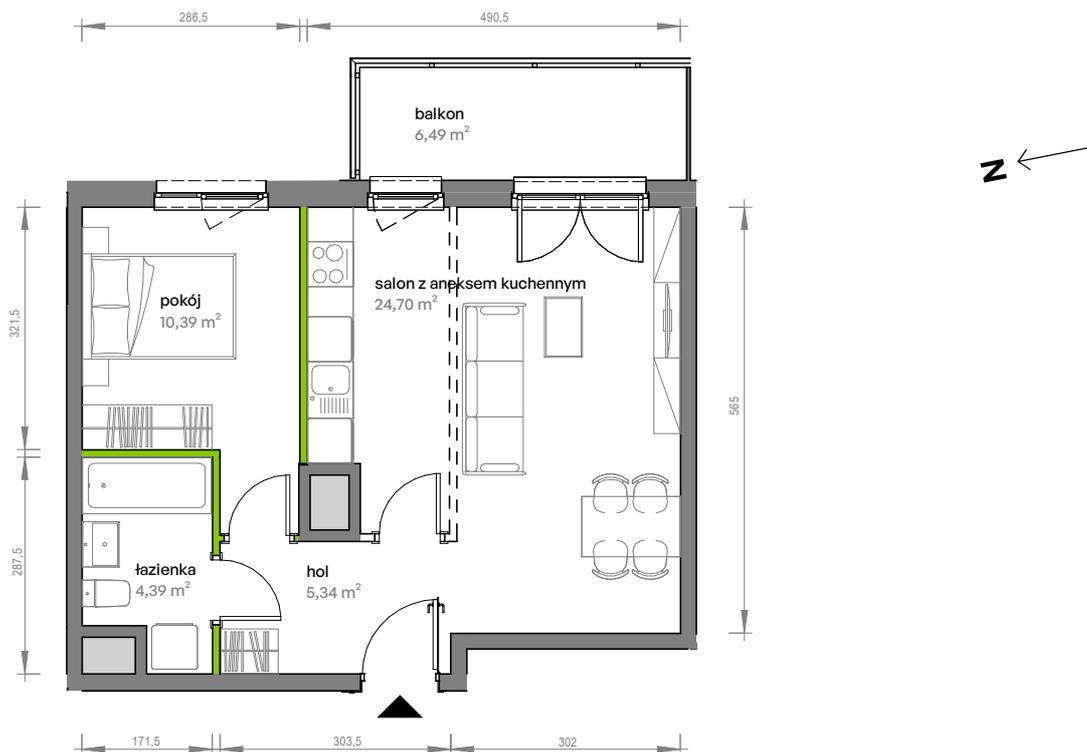 286,5
490,5
balkon
6,49 m²
N
pokój
10,39 m²
salon z aneksem kuchennym
24,70 m²
321,5
565
287,5
łazienka
4,39 m²
hol
5,34 m²
171,5
303,5
302